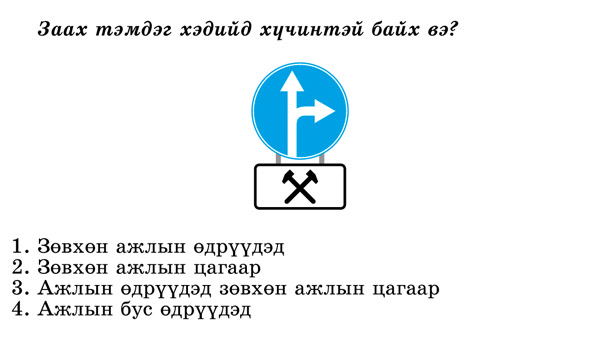 Заах тэмдэг хэдийд хүчинтэй байх вэ?
1. Зөвхөн ажлын өдрүүдэд
2. Зөвхөн ажлын цагаар
3. Ажлын өдрүүдэд зөвхөн ажлын цагаар
4. Ажлын бус өдрүүдэд